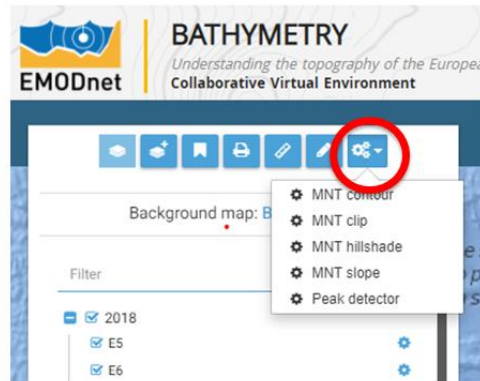 BATHYMETRY
Understanding the topography of the Europea
EMODnet
Collaborative Virtual Environment
MNT contour
Background map: B
MNT clip
MNT hillshade
Filter
MNT slope
Peak detector
2018
E5
E6